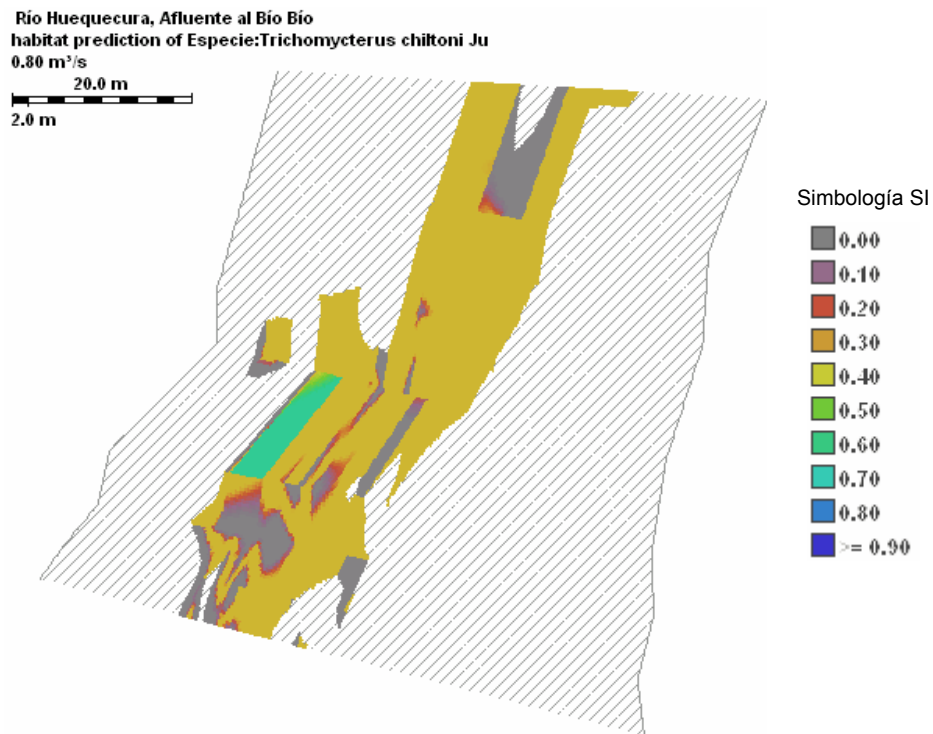 Río Huequecura, Afluente al Bío Bío
habitat prediction of Especie:Trichomycterus chiltoni Ju
0.80 m³/s
20.0 m
2.0 m
Simbología SI
0.00
0.10
0.20
0.30
0.40
0.50
0.60
0.70
0.80
>= 0.90